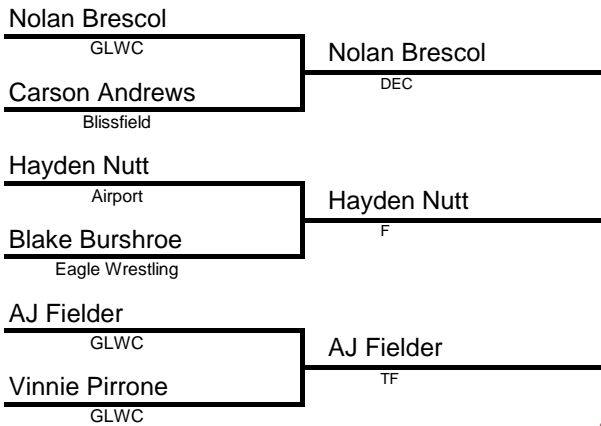 Nolan Brescol
GLWC
Nolan Brescol
DEC
Carson Andrews
Blissfield
Hayden Nutt
Airport
Hayden Nutt
F
Blake Burshroe
Eagle Wrestling
AJ Fielder
GLWC
AJ Fielder
TF
Vinnie Pirrone
GLWC